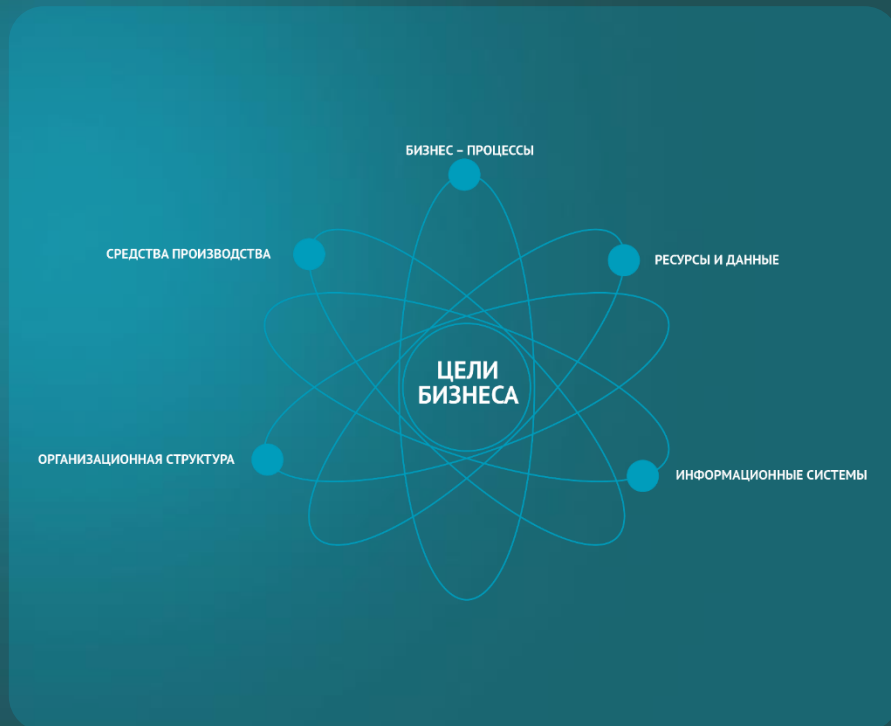 БИЗНЕС – ПРОЦЕССЫ
СРЕДСТВА ПРОИЗВОДСТВА
РЕСУРСЫ И ДАННЫЕ
ЦЕЛИ
БИЗНЕСА
ОРГАНИЗАЦИОННАЯ СТРУКТУРА
ИНФОРМАЦИОННЫЕ СИСТЕМЫ